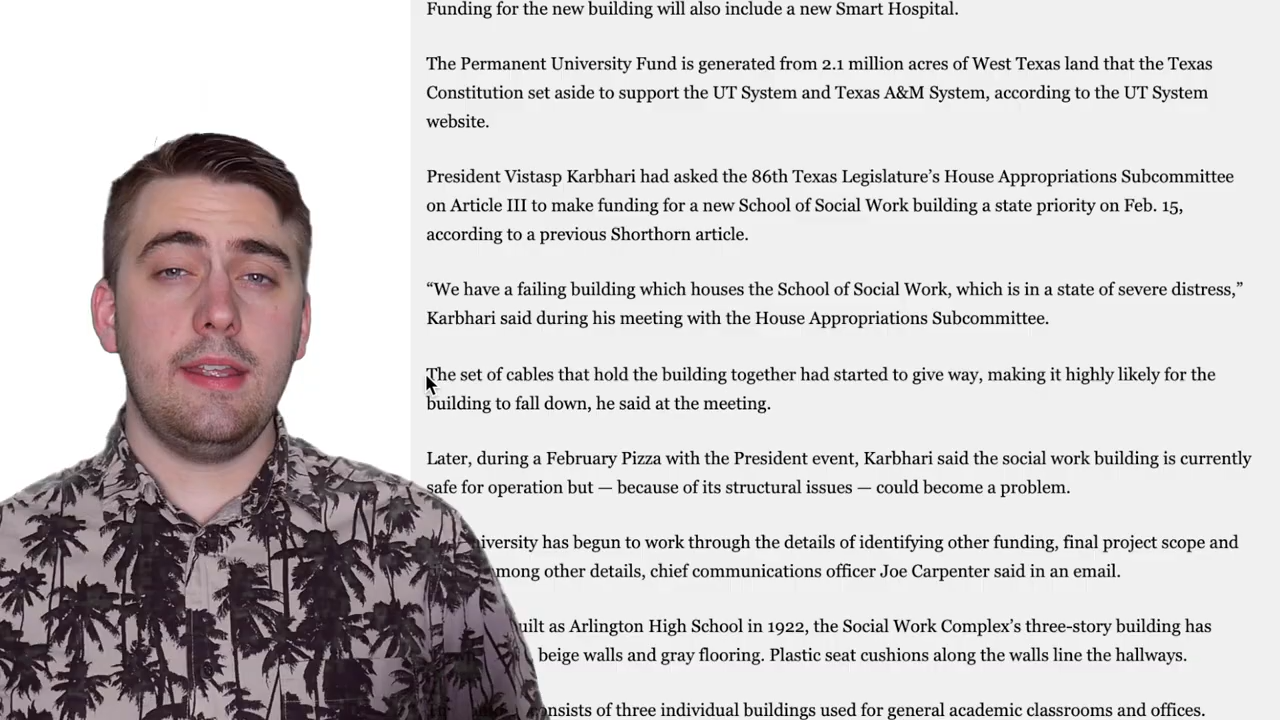 Funding for the new building will also include a new Smart Hospital.
The Permanent University Fund is generated from 2.1 million acres of West Texas land that the Texas
Constitution set aside to support the UT System and Texas A&M System, according to the UT System
website.
President Vistasp Karbhari had asked the 86th Texas Legislature’s House Appropriations Subcommittee
on Article III to make funding for a new School of Social Work building a state priority on Feb. 15,
according to a previous Shorthorn article.
“We have a failing building which houses the School of Social Work, which is in a state of severe distress,”
Karbhari said during his meeting with the House Appropriations Subcommittee.
The set of cables that hold the building together had started to give way, making it highly likely for the
building to fall down, he said at the meeting.
Later, during a February Pizza with the President event, Karbhari said the social work building is currently
safe for operation but — because of its structural issues — could become a problem.
has begun to work through the details of identifying other funding, final project scope and
among other details, chief communications officer Joe Carpenter said in an email.
as Arlington High School in 1922, the Social Work Complex’s three-story building has
beige walls and gray flooring. Plastic seat cushions along the walls line the hallways.
of three individual buildings used for general academic classrooms and offices.